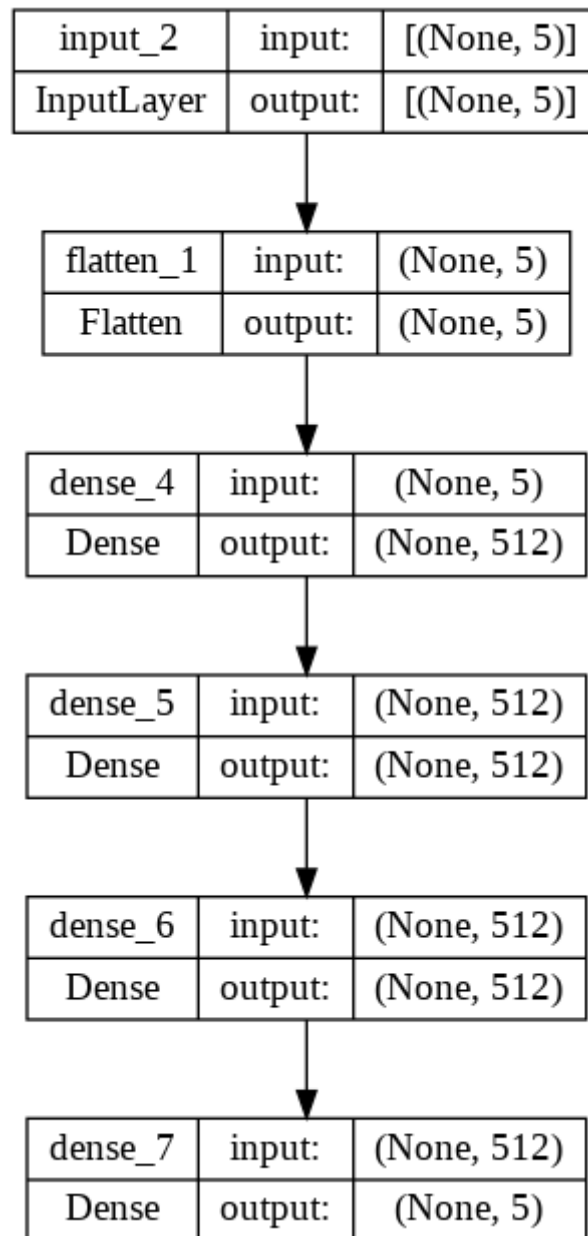 input_2 input: [(None, 5)]
InputLayer output: [(None, 5)]
flatten_1 input: (None, 5)
Flatten output: (None, 5)
dense_4 input: (None, 5)
Dense output: (None, 512)
dense_5 input: (None, 512)
Dense output: (None, 512)
dense_6 input: (None, 512)
Dense output: (None, 512)
dense_7 input: (None, 512)
Dense output: (None, 5)